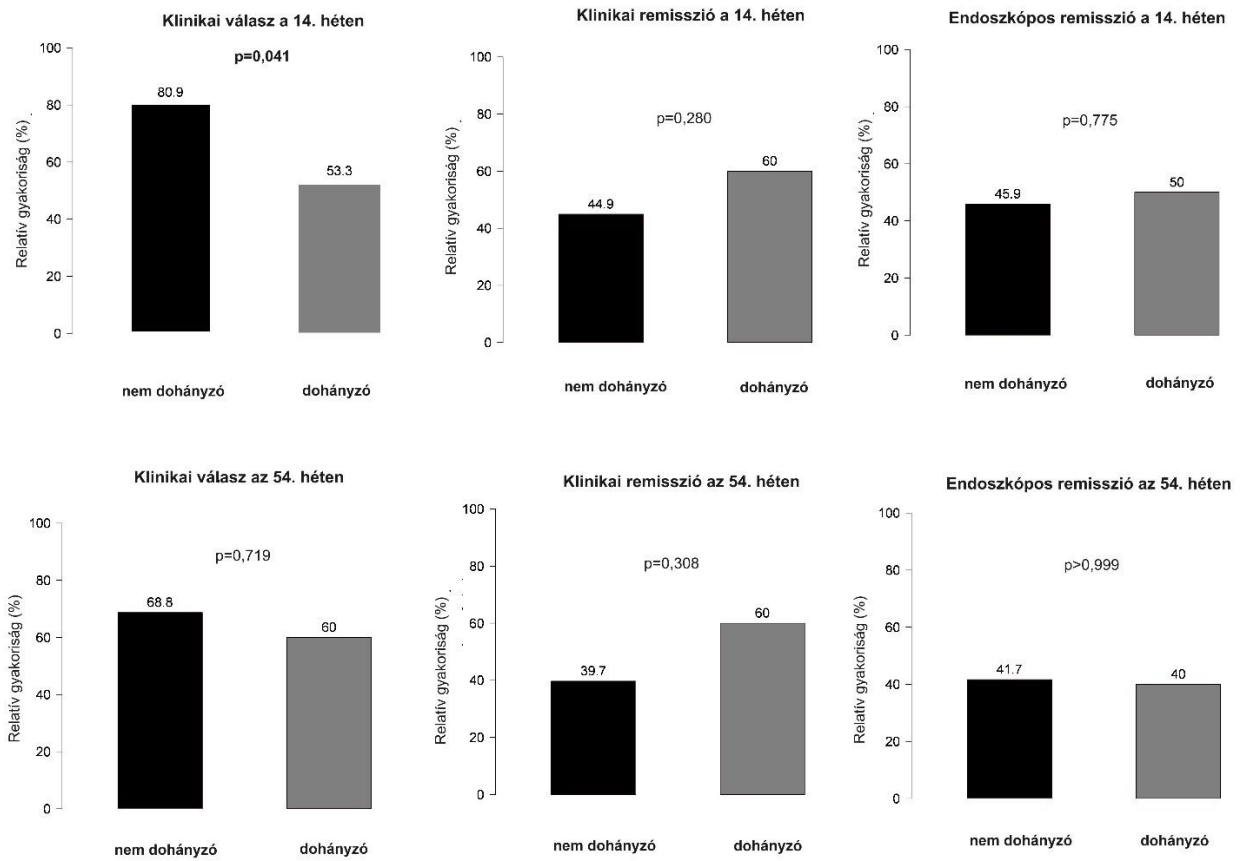 Klinikai válasz a 14. héten
p=0,041
Relatív gyakoriság (%)
100
80
60
40
20
0
80.9
53.3
nem dohányzó
dohányzó
Klinikai remisszió a 14. héten
p=0,280
Relatív gyakoriság (%)
100
80
60
40
20
0
44.9
60
nem dohányzó
dohányzó
Endoszkópos remisszió a 14. héten
p=0,775
Relatív gyakoriság (%)
100
80
60
40
20
0
45.9
50
nem dohányzó
dohányzó
Klinikai válasz az 54. héten
p=0,719
Relatív gyakoriság (%)
100
80
60
40
20
0
68.8
60
nem dohányzó
dohányzó
Klinikai remisszió az 54. héten
p=0,308
Relatív gyakoriság (%)
100
80
60
40
20
0
39.7
60
nem dohányzó
dohányzó
Endoszkópos remisszió az 54. héten
p>0,999
Relatív gyakoriság (%)
100
80
60
40
20
0
41.7
40
nem dohányzó
dohányzó